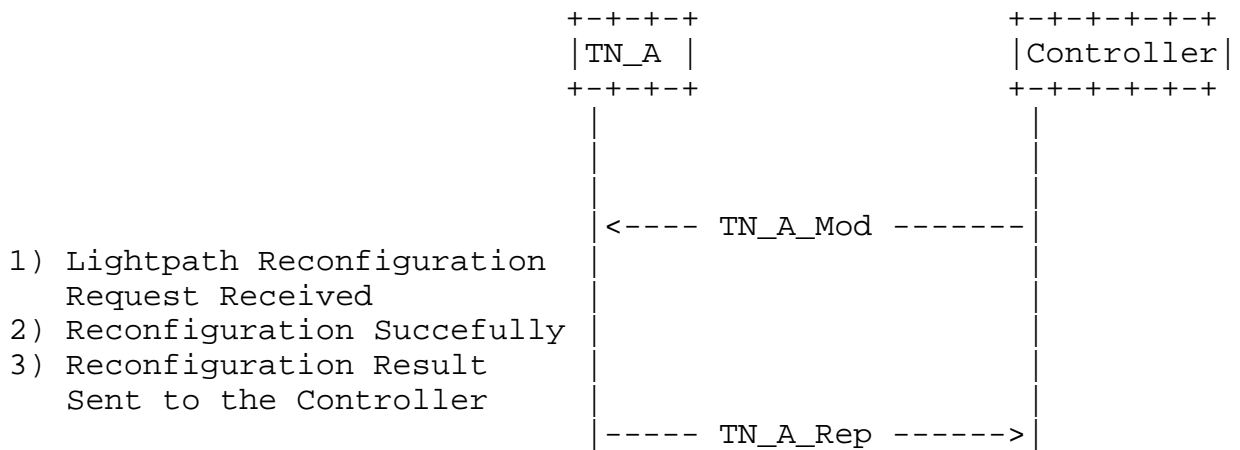 +-+-+-+ +-+-+-+-+-+
|TN_A | |Controller|
+-+-+-+ +-+-+-+-+-+
| |
| |
| |
|<---- TN_A_Mod -------|
1) Lightpath Reconfiguration | |
Request Received | |
2) Reconfiguration Succefully | |
3) Reconfiguration Result | |
Sent to the Controller | |
|----- TN_A_Rep ------>|